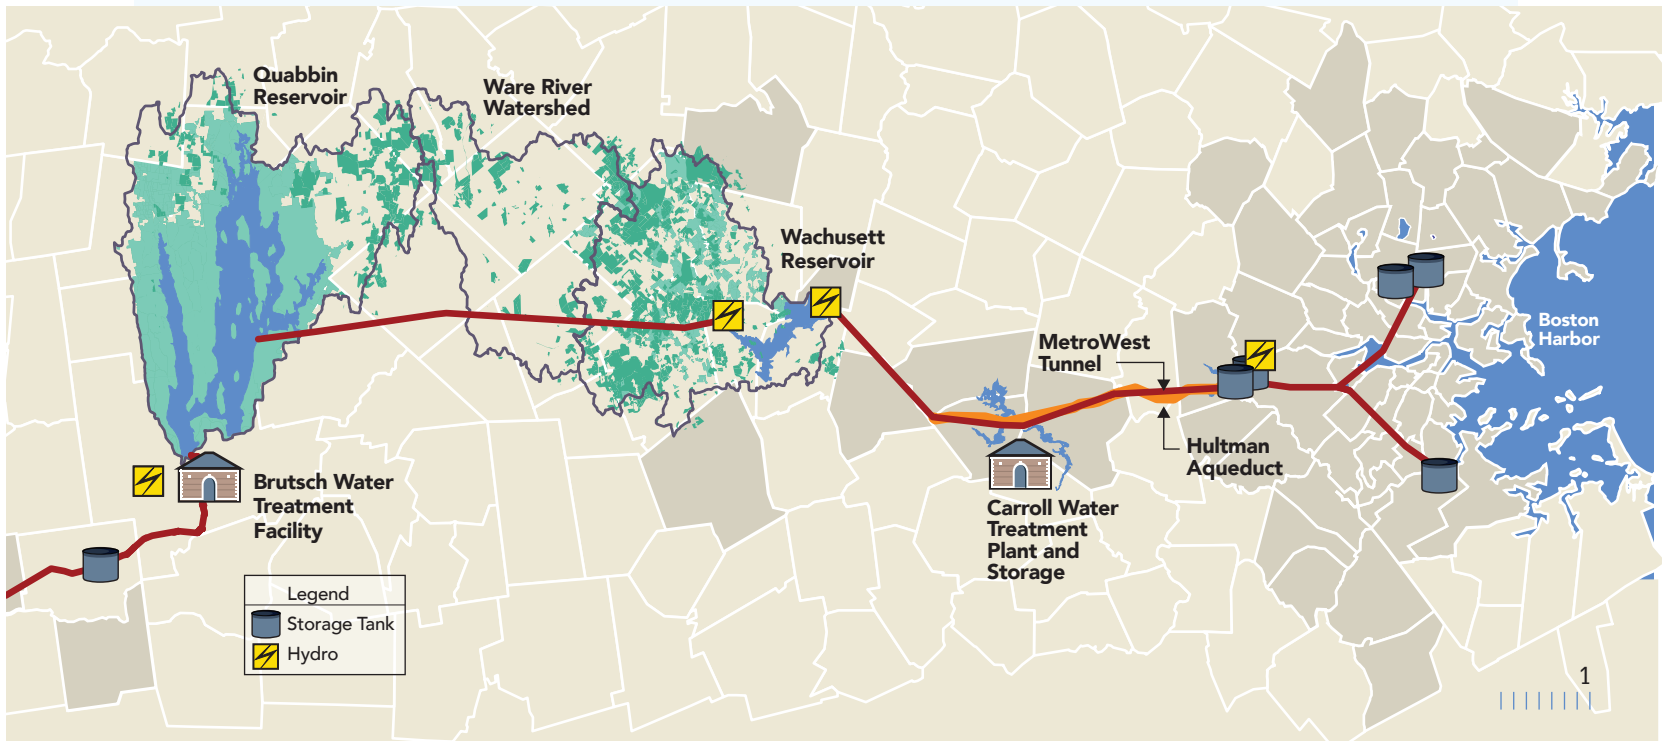 Quabbin
Reservoir
Ware River
Watershed
Wachusett
Reservoir
Boston
Harbor
MetroWest
Tunnel
Hultman
Aqueduct
Brutsch Water
Treatment
Facility
Carroll Water
Treatment
Plant and
Storage
Legend
Storage Tank
Hydro
1